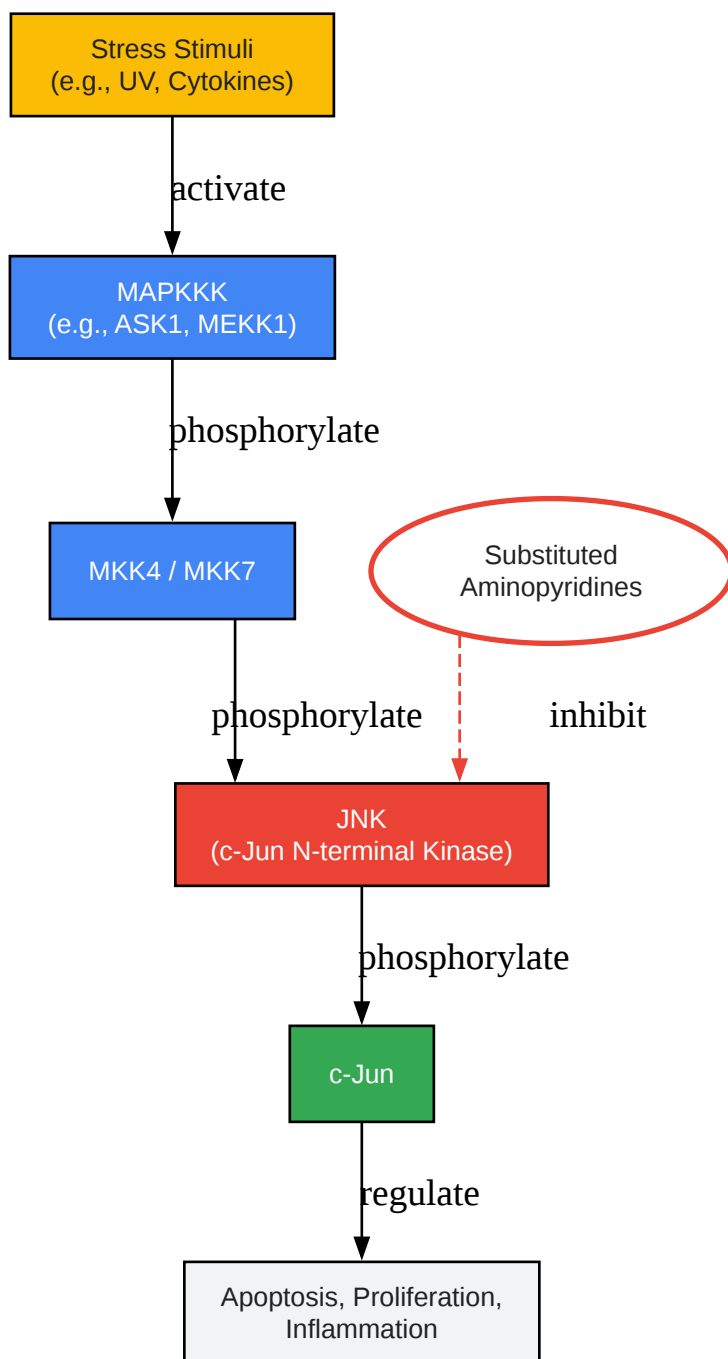 Stress Stimuli
(e.g., UV, Cytokines)
activate
MAPKKK
(e.g., ASK1, MEKK1)
phosphorylate
MKK4 / MKK7
Substituted
Aminopyridines
phosphorylate
inhibit
JNK
(c-Jun N-terminal Kinase)
phosphorylate
c-Jun
regulate
Apoptosis, Proliferation,
Inflammation